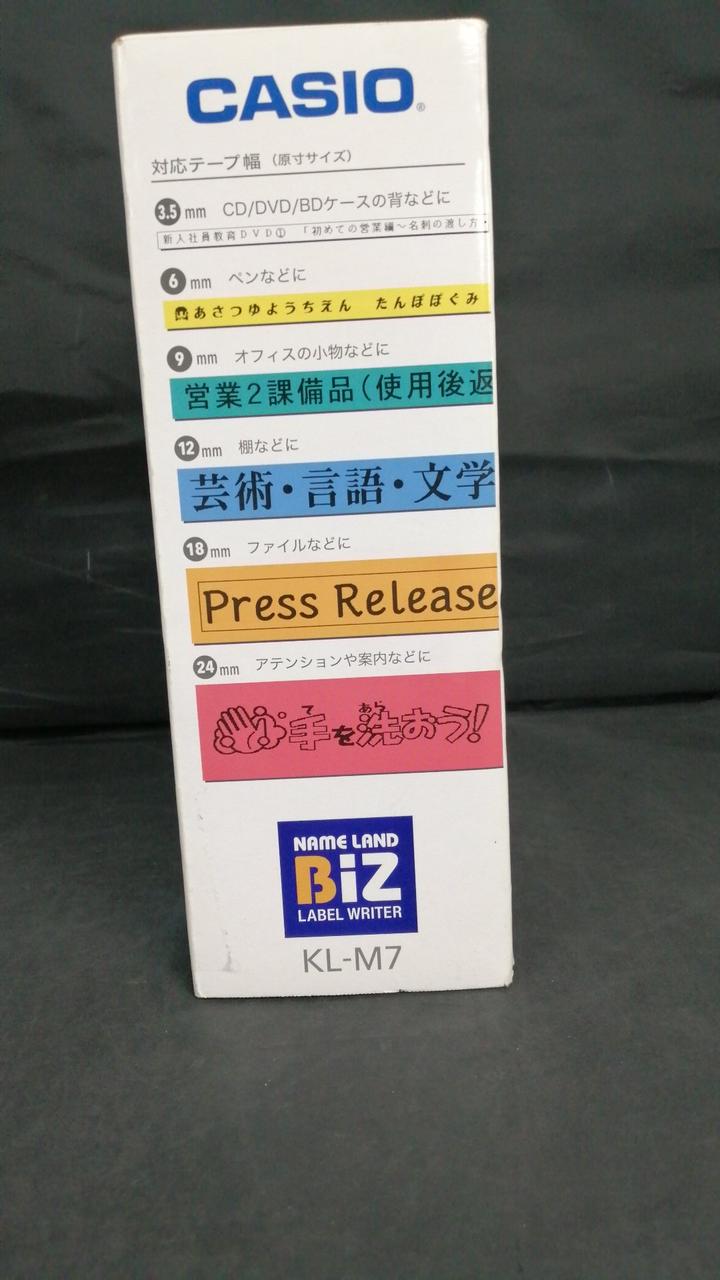 CASIO®
対応テープ幅（原寸サイズ）
3.5mm CD/DVD/BDケースの背などに
新入社員教育DVD① 「初めての営業編～名刺の渡し方・
6mm ペンなどに
あさつゆようちえん たんぽぽぐみ
9mm オフィスの小物などに
営業2課備品(使用後返
12mm 棚などに
芸術・言語・文学
18mm ファイルなどに
Press Release
24mm アテンションや案内などに
て あら
手を洗おう!
NAME LAND
BiZ
LABEL WRITER
KL-M7